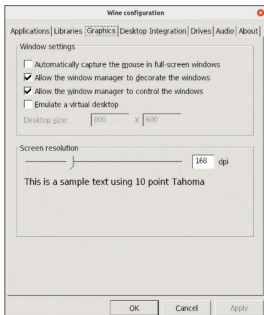 Wine configuration
Applications Libraries Graphics Desktop Integration Drives Audio About
Window settings
Automatically capture the mouse in full-screen windows
Allow the window manager to decorate the windows
Allow the window manager to control the windows
Emulate a virtual desktop
Desktop size: 800 X 600
Screen resolution
168 dpi
This is a sample text using 10 point Tahoma
OK Cancel Apply